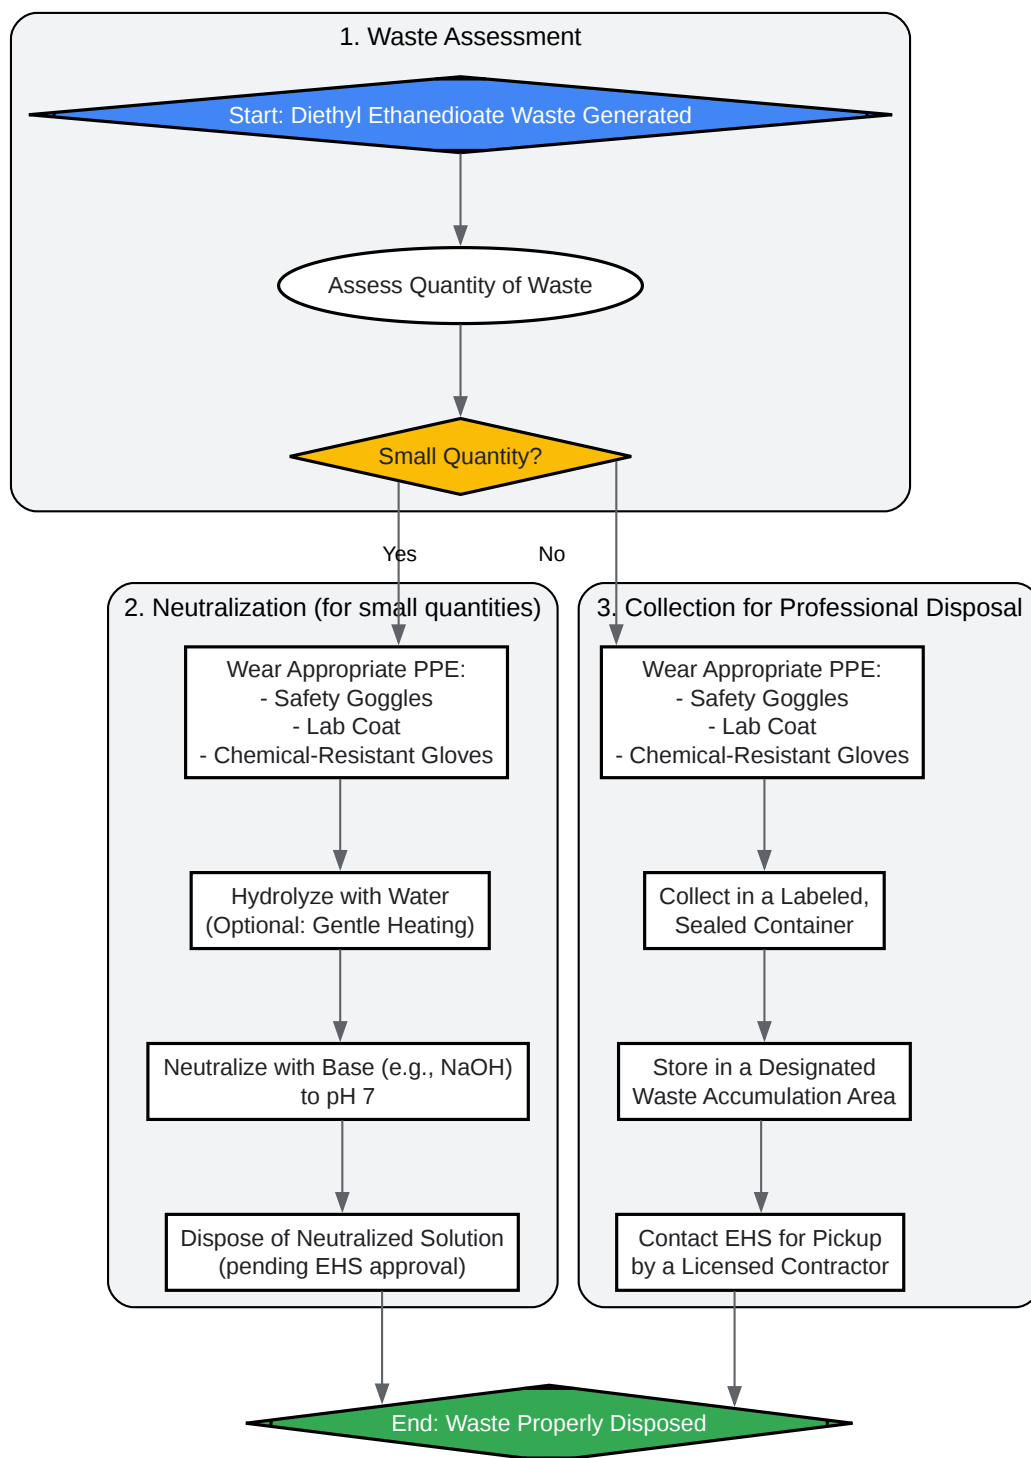 1. Waste Assessment
Start: Diethyl Ethanedioate Waste Generated
Assess Quantity of Waste
Small Quantity?
Yes
No
2. Neutralization (for small quantities)
Wear Appropriate PPE:
- Safety Goggles
- Lab Coat
- Chemical-Resistant Gloves
Hydrolyze with Water
(Optional: Gentle Heating)
Neutralize with Base (e.g., NaOH)
to pH 7
Dispose of Neutralized Solution
(pending EHS approval)
3. Collection for Professional Disposal
Wear Appropriate PPE:
- Safety Goggles
- Lab Coat
- Chemical-Resistant Gloves
Collect in a Labeled,
Sealed Container
Store in a Designated
Waste Accumulation Area
Contact EHS for Pickup
by a Licensed Contractor
End: Waste Properly Disposed